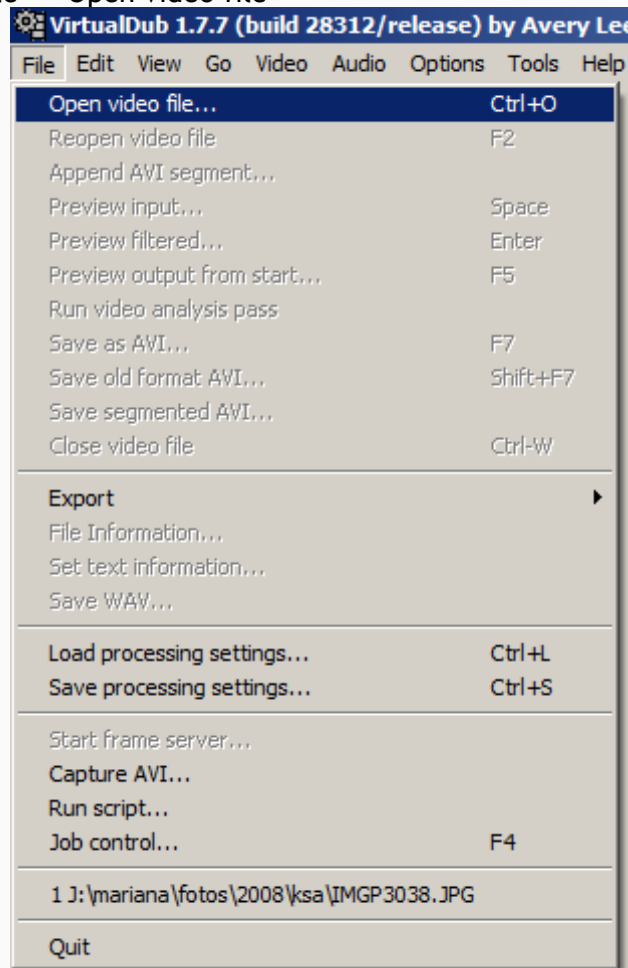 Open video file
VirtualDub 1.7.7 (build 28312/release) by Avery Lee
File Edit View Go Video Audio Options Tools Help
Open video file... Ctrl+O
Reopen video file F2
Append AVI segment...
Preview input... Space
Preview filtered... Enter
Preview output from start... F5
Run video analysis pass
Save as AVI... F7
Save old format AVI... Shift+F7
Save segmented AVI...
Close video file Ctrl-W
Export
File Information...
Set text information...
Save WAV...
Load processing settings... Ctrl+L
Save processing settings... Ctrl+S
Start frame server...
Capture AVI...
Run script...
Job control... F4
1 J:\mariana\fotos\2008\ksa\IMGP3038.JPG
Quit